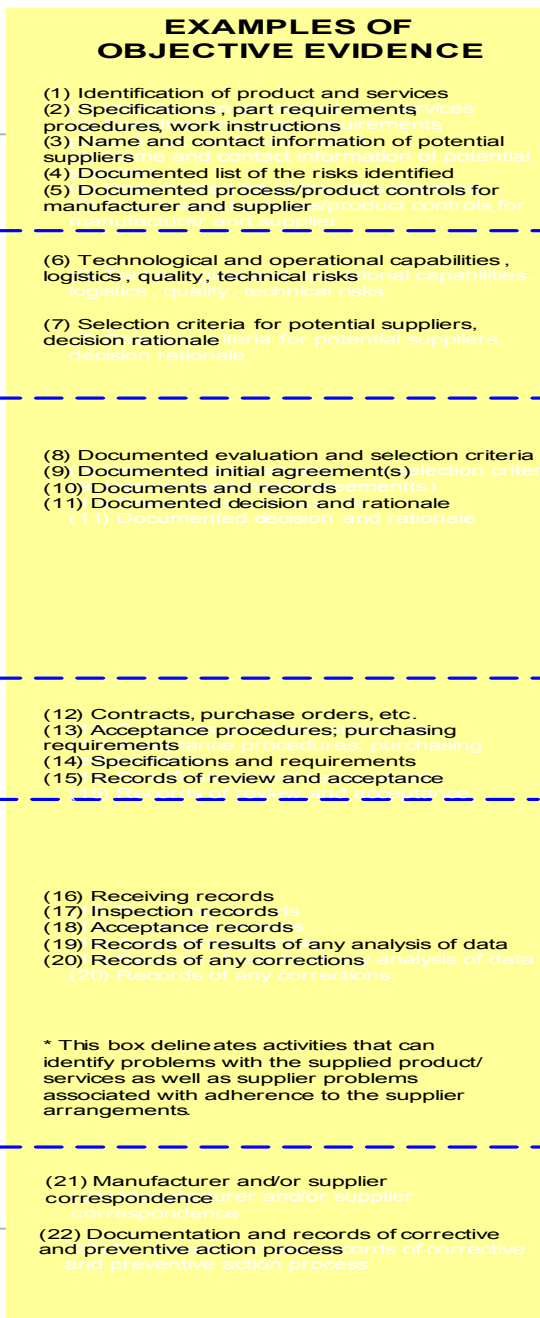 EXAMPLES OF
OBJECTIVE EVIDENCE
(1) Identification of product and services
(2) Specifications, part requirements,
procedures, work instructions
(3) Name and contact information of potential
suppliers
(4) Documented list of the risks identified
(5) Documented process/product controls for
manufacturer and supplier
(6) Technological and operational capabilities,
logistics, quality, technical risks
(7) Selection criteria for potential suppliers,
decision rationale
(8) Documented evaluation and selection criteria
(9) Documented initial agreement(s)
(10) Documents and records
(11) Documented decision and rationale
(12) Contracts, purchase orders, etc.
(13) Acceptance procedures; purchasing
requirements
(14) Specifications and requirements
(15) Records of review and acceptance
(16) Receiving records
(17) Inspection records
(18) Acceptance records
(19) Records of results of any analysis of data
(20) Records of any corrections
* This box delineates activities that can
identify problems with the supplied product/
services as well as supplier problems
associated with adherence to the supplier
arrangements.
(21) Manufacturer and/or supplier
correspondence
(22) Documentation and records of corrective
and preventive action process